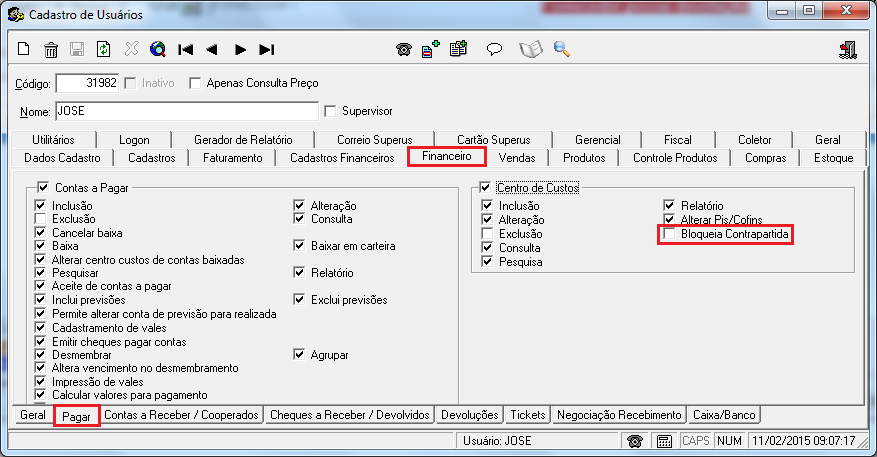 Cadastro de Usuários
Código: 31982 Inativo Apenas Consulta Preço
Nome: JOSE Supervisor
Utilitários Logon Gerador de Relatório Correio Superus Cartão Superus Gerencial Fiscal Coletor Geral
Dados Cadastro Cadastros Faturamento Cadastros Financeiros Financeiro Vendas Produtos Controle Produtos Compras Estoque
Contas a Pagar
Inclusão Alteração
Exclusão Consulta
Cancelar baixa
Baixa Baixar em carteira
Alterar centro custos de contas baixadas
Pesquisar Relatório
Aceite de contas a pagar
Inclui previsões Exclui previsões
Permite alterar conta de previsão para realizada
Cadastramento de vales
Emitir cheques pagar contas
Desmembrar Agrupar
Altera vencimento no desmembramento
Impressão de vales
Calcular valores para pagamento
Centro de Custos
Inclusão Relatório
Alteração Alterar Pis/Cofins
Exclusão Bloqueia Contrapartida
Consulta
Pesquisa
Geral Pagar Contas a Receber / Cooperados Cheques a Receber / Devolvidos Devoluções Tickets Negociação Recebimento Caixa/Banco
Usuário: JOSE CAPS NUM 11/02/2015 09:07:17